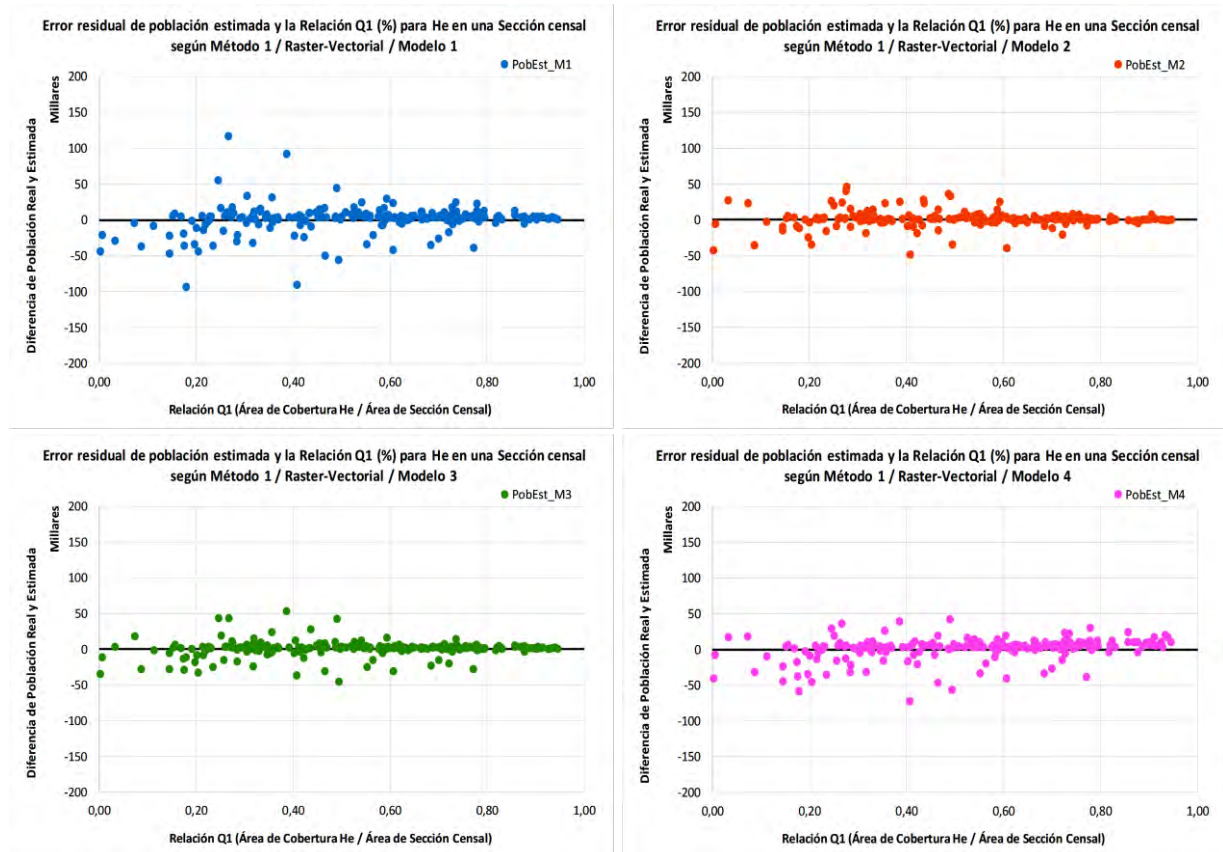 Error residual de población estimada y la Relación Q1 (%) para He en una Sección censal
según Método 1 / Raster-Vectorial / Modelo 1
PobEst_M1
Diferencia de Población Real y Estimada
Millares
200
150
100
50
0
-50
-100
-150
-200
0,00 0,20 0,40 0,60 0,80 1,00
Relación Q1 (Área de Cobertura He / Área de Sección Censal)
Error residual de población estimada y la Relación Q1 (%) para He en una Sección censal
según Método 1 / Raster-Vectorial / Modelo 2
PobEst_M2
Diferencia de Población Real y Estimada
Millares
200
150
100
50
0
-50
-100
-150
-200
0,00 0,20 0,40 0,60 0,80 1,00
Relación Q1 (Área de Cobertura He / Área de Sección Censal)
Error residual de población estimada y la Relación Q1 (%) para He en una Sección censal
según Método 1 / Raster-Vectorial / Modelo 3
PobEst_M3
Diferencia de Población Real y Estimada
Millares
200
150
100
50
0
-50
-100
-150
-200
0,00 0,20 0,40 0,60 0,80 1,00
Relación Q1 (Área de Cobertura He / Área de Sección Censal)
Error residual de población estimada y la Relación Q1 (%) para He en una Sección censal
según Método 1 / Raster-Vectorial / Modelo 4
PobEst_M4
Diferencia de Población Real y Estimada
Millares
200
150
100
50
0
-50
-100
-150
-200
0,00 0,20 0,40 0,60 0,80 1,00
Relación Q1 (Área de Cobertura He / Área de Sección Censal)